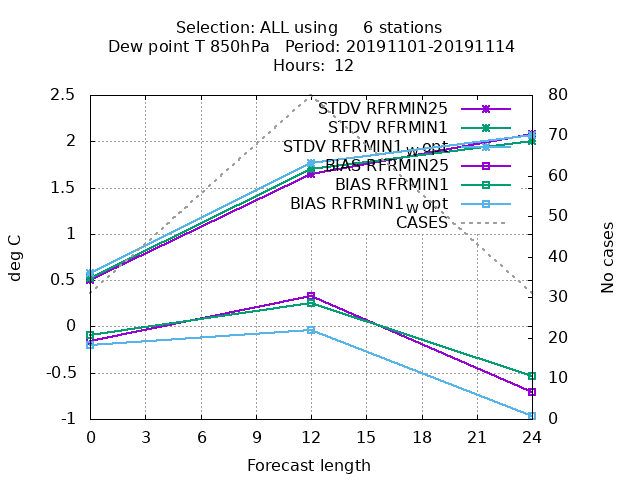 Selection: ALL using 6 stations
Dew point T 850hPa Period: 20191101-20191114
Hours: 12
2.5
2
1.5
1
0.5
0
-0.5
-1
deg C
80
70
60
50
40
30
20
10
0
No cases
STDV RFRMIN25
STDV RFRMIN1
STDV RFRMIN1wopt
BIAS RFRMIN25
BIAS RFRMIN1
BIAS RFRMIN1wopt
CASES
0 3 6 9 12 15 18 21 24
Forecast length